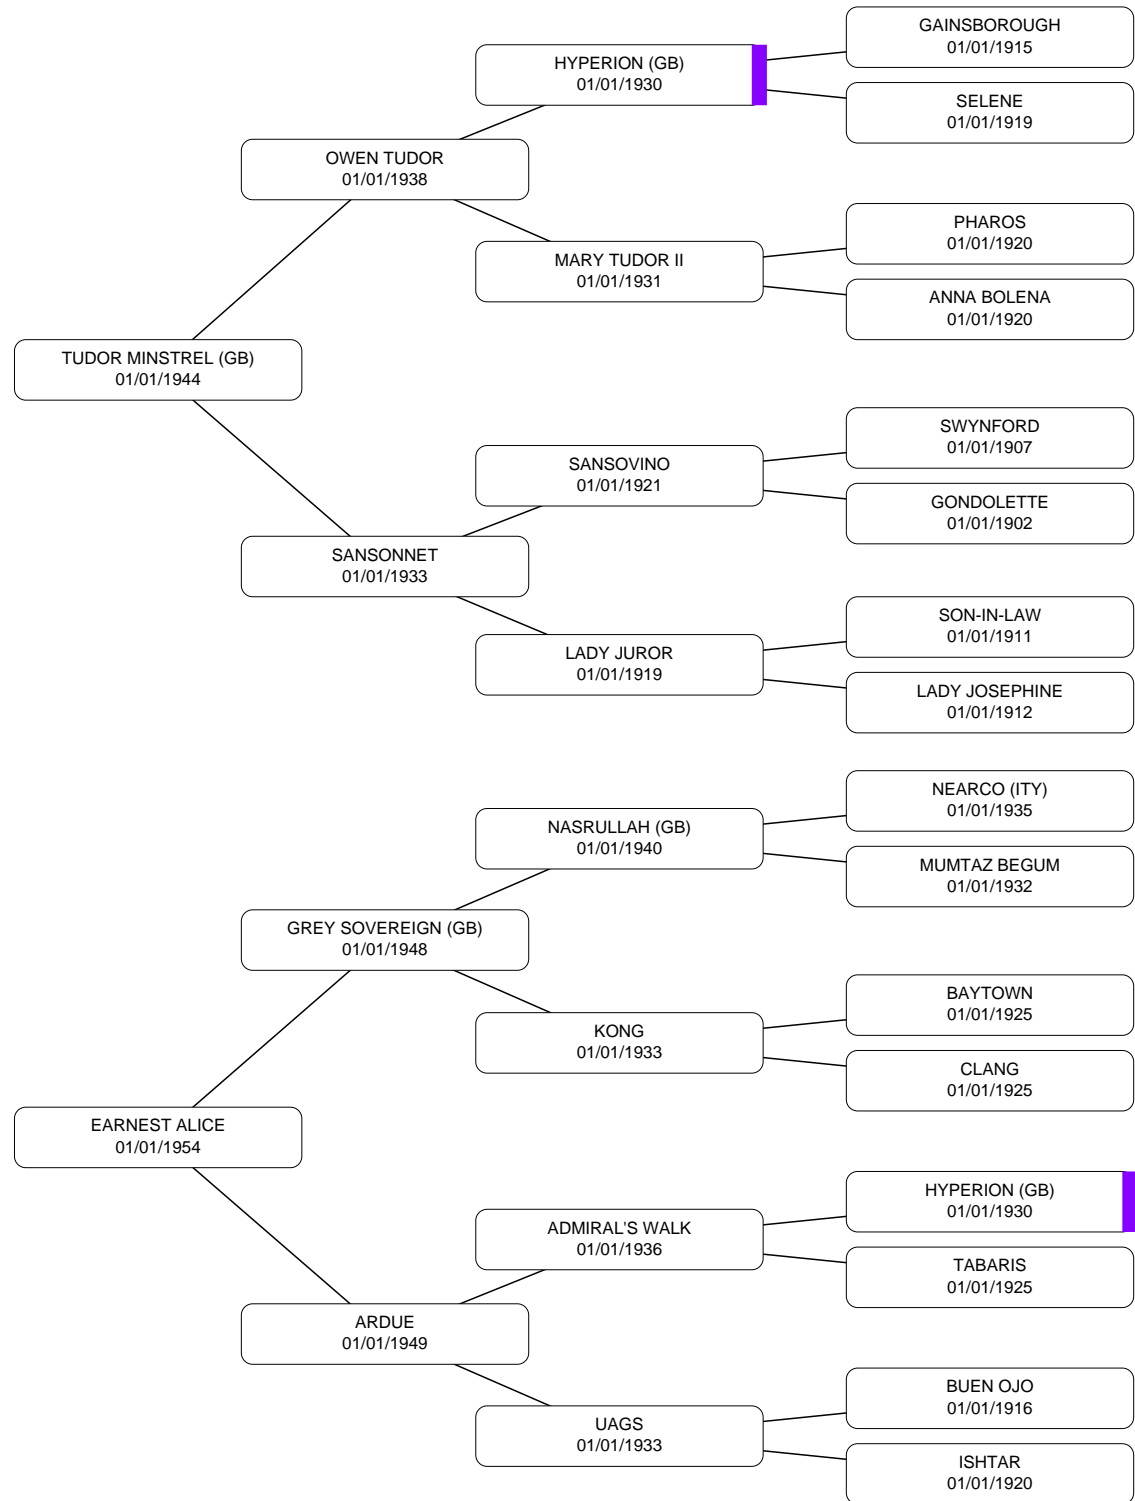 GAINSBOROUGH
01/01/1915
HYPERION (GB)
01/01/1930
SELENE
01/01/1919
OWEN TUDOR
01/01/1938
PHAROS
01/01/1920
MARY TUDOR II
01/01/1931
ANNA BOLENA
01/01/1920
TUDOR MINSTREL (GB)
01/01/1944
SWYNFORD
01/01/1907
SANSOVINO
01/01/1921
GONDOLETTE
01/01/1902
SANSONNET
01/01/1933
SON-IN-LAW
01/01/1911
LADY JUROR
01/01/1919
LADY JOSEPHINE
01/01/1912
NEARCO (ITY)
01/01/1935
NASRULLAH (GB)
01/01/1940
MUMTAZ BEGUM
01/01/1932
GREY SOVEREIGN (GB)
01/01/1948
BAYTOWN
01/01/1925
KONG
01/01/1933
CLANG
01/01/1925
EARNEST ALICE
01/01/1954
HYPERION (GB)
01/01/1930
ADMIRAL'S WALK
01/01/1936
TABARIS
01/01/1925
ARDUE
01/01/1949
BUEN OJO
01/01/1916
UAGS
01/01/1933
ISHTAR
01/01/1920